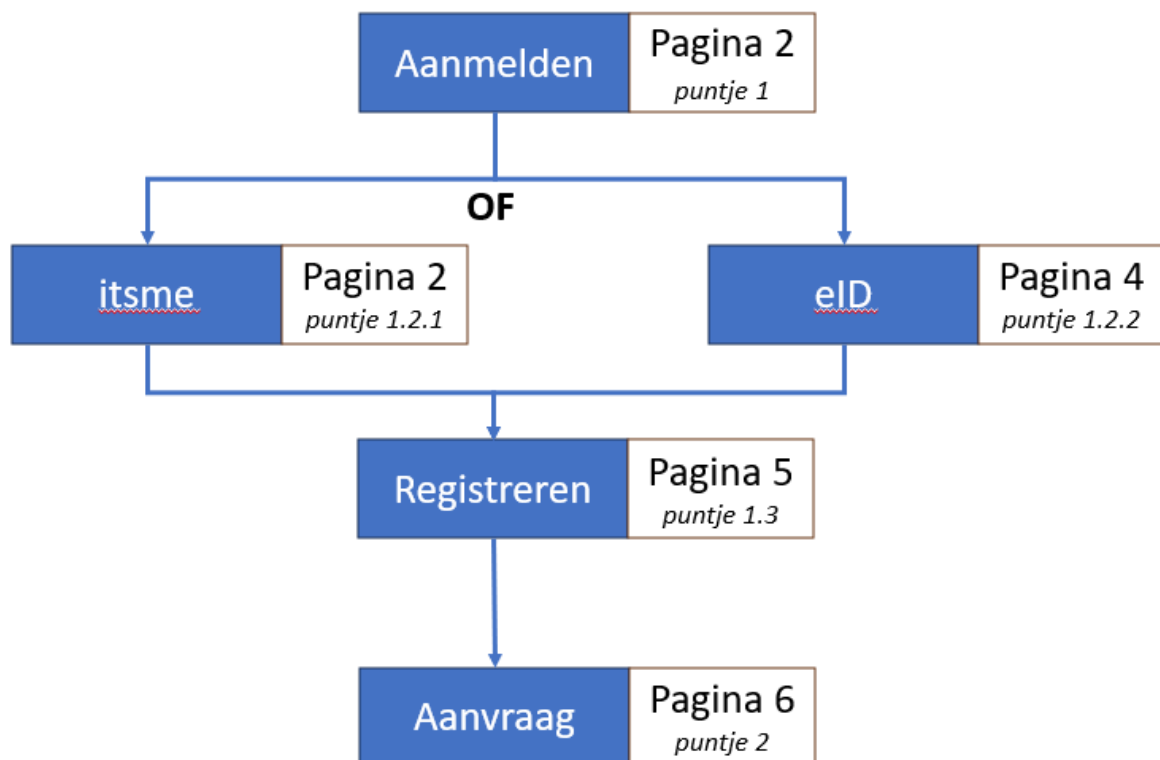 Aanmelden
Pagina 2
puntje 1
OF
itsme
Pagina 2
puntje 1.2.1
eID
Pagina 4
puntje 1.2.2
Registreren
Pagina 5
puntje 1.3
Aanvraag
Pagina 6
puntje 2